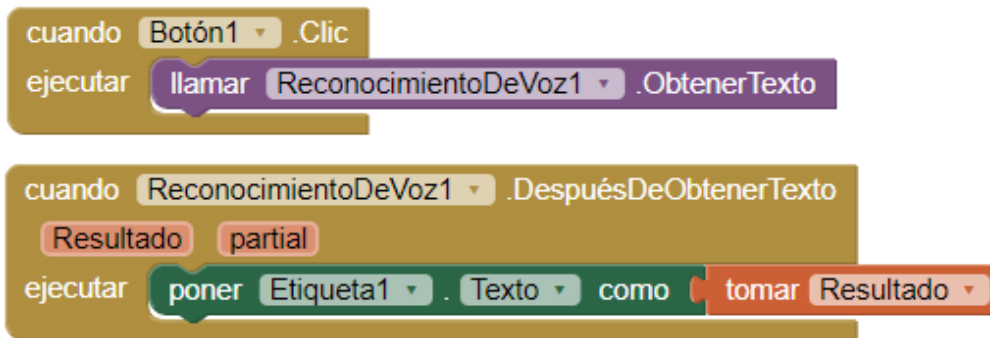 cuando Botón1 .Clic
ejecutar llamar ReconocimientoDeVoz1 .ObtenerTexto
cuando ReconocimientoDeVoz1 .DespuésDeObtenerTexto
Resultado partial
ejecutar poner Etiqueta1 . Texto como tomar Resultado